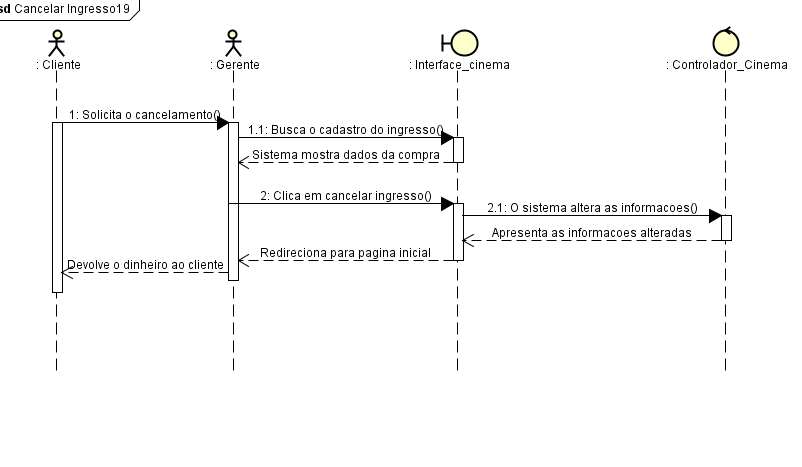 sd Cancelar Ingresso19
: Cliente
: Gerente
: Interface_cinema
: Controlador_Cinema
1: Solicita o cancelamento()
1.1: Busca o cadastro do ingresso()
Sistema mostra dados da compra
2: Clica em cancelar ingresso()
2.1: O sistema altera as informacoes()
Apresenta as informacoes alteradas
Redireciona para pagina inicial
Devolve o dinheiro ao cliente